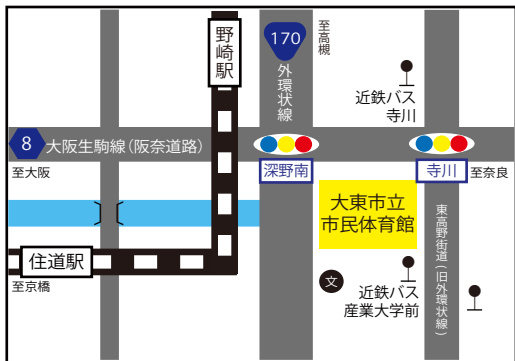 野崎駅
170
至高槻
外環状線
近鉄バス
寺川
8
大阪生駒線(阪奈道路)
至大阪
深野南
寺川
至奈良
大東市立
市民体育館
東高野街道(旧外環状線)
住道駅
至京橋
文
近鉄バス
産業大学前